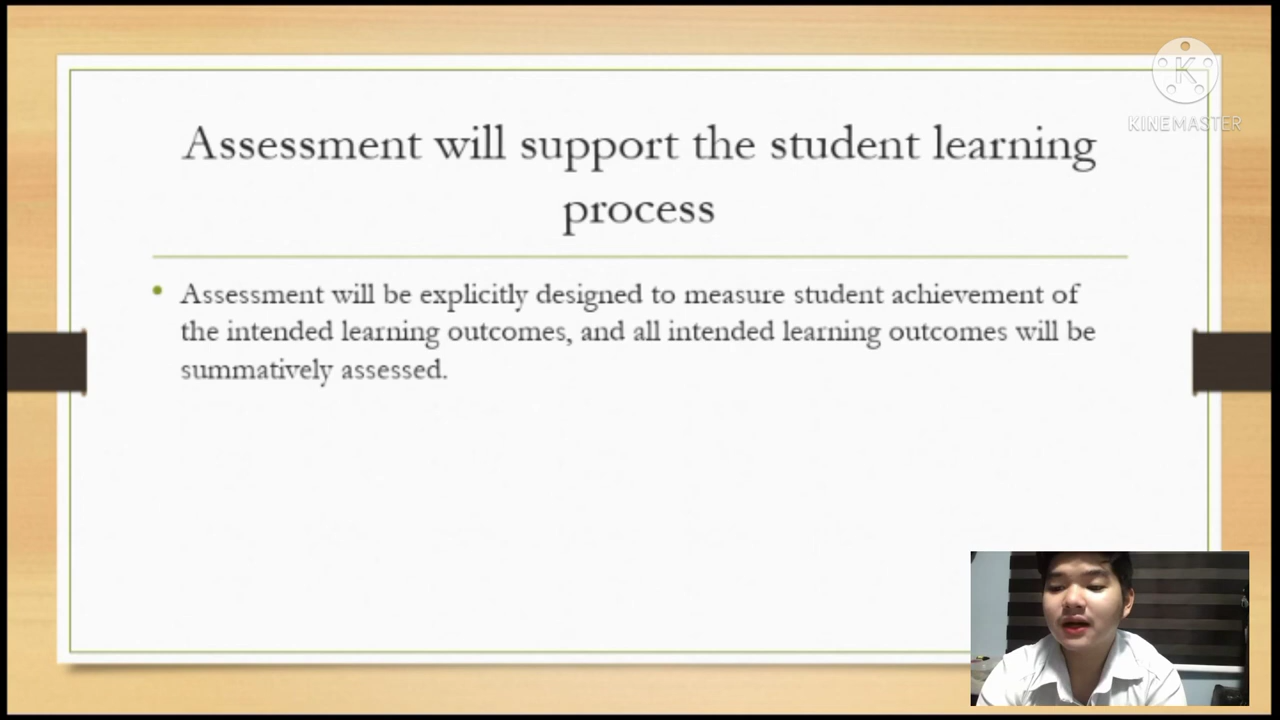 KINEMASTER
Assessment will support the student learning
process
• Assessment will be explicitly designed to measure student achievement of
the intended learning outcomes, and all intended learning outcomes will be
summatively assessed.